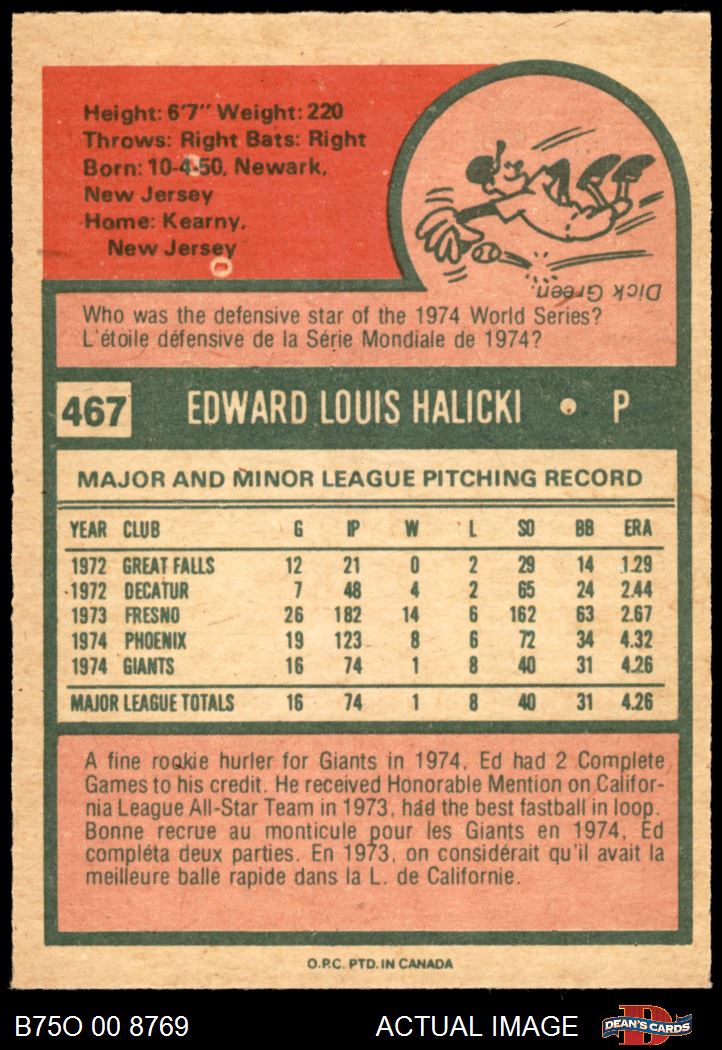 Height: 6'7" Weight: 220
Throws: Right Bats: Right
Born: 10-4-50, Newark,
New Jersey
Home: Kearny,
New Jersey
Dick Green.
Who was the defensive star of the 1974 World Series?
L'étoile défensive de la Série Mondiale de 1974?
467 EDWARD LOUIS HALICKI • P
MAJOR AND MINOR LEAGUE PITCHING RECORD
YEAR CLUB G IP W L SO BB ERA
1972 GREAT FALLS 12 21 0 2 29 14 1.29
1972 DECATUR 7 48 4 2 65 24 2.44
1973 FRESNO 26 182 14 6 162 63 2.67
1974 PHOENIX 19 123 8 6 72 34 4.32
1974 GIANTS 16 74 1 8 40 31 4.26
MAJOR LEAGUE TOTALS 16 74 1 8 40 31 4.26
A fine rookie hurler for Giants in 1974, Ed had 2 Complete
Games to his credit. He received Honorable Mention on Califor-
nia League All-Star Team in 1973, had the best fastball in loop.
Bonne recrue au monticule pour les Giants en 1974, Ed
compléta deux parties. En 1973, on considérait qu'il avait la
meilleure balle rapide dans la L. de Californie.
O.P.C. PTD. IN CANADA
B75O 00 8769 ACTUAL IMAGE DEAN'S CARDS